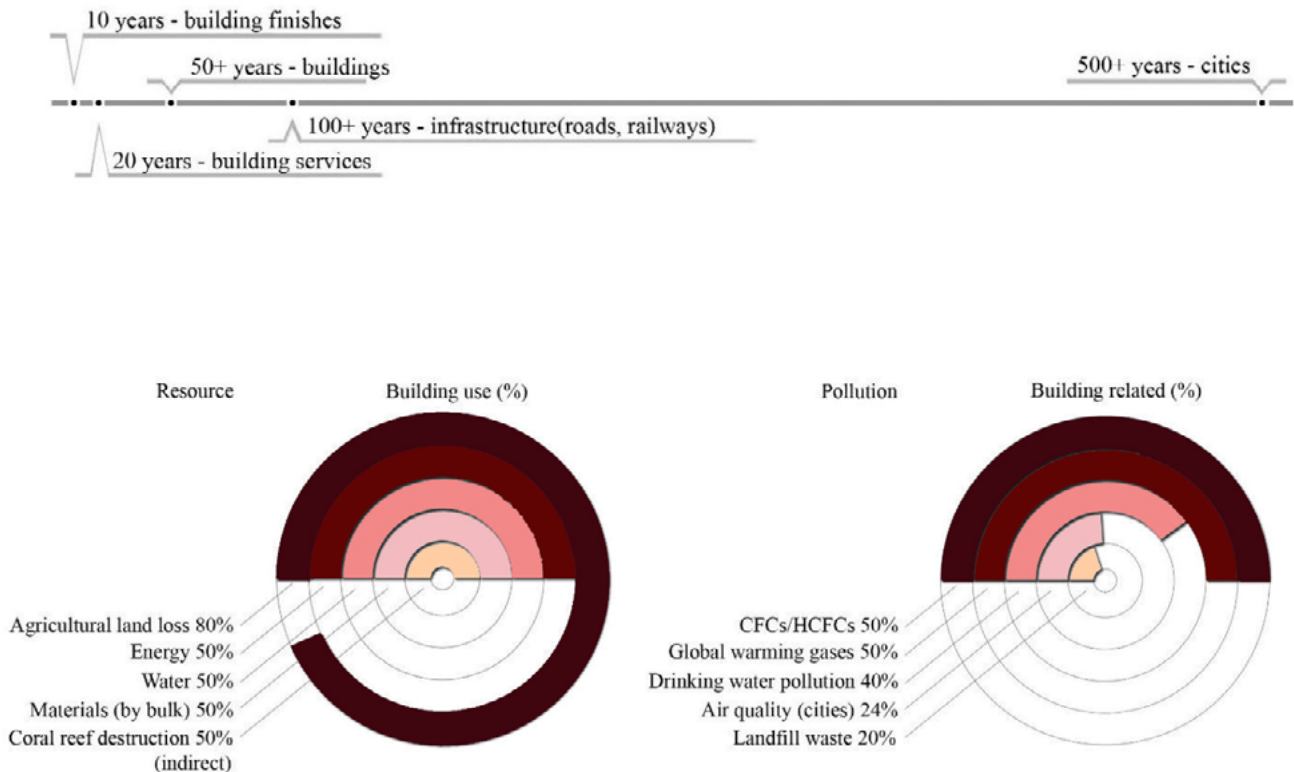 10 years - building finishes
50+ years - buildings
500+ years - cities
100+ years - infrastructure(roads, railways)
20 years - building services
Resource
Building use (%)
Agricultural land loss 80%
Energy 50%
Water 50%
Materials (by bulk) 50%
Coral reef destruction 50%
(indirect)
Pollution
Building related (%)
CFCs/HCFCs 50%
Global warming gases 50%
Drinking water pollution 40%
Air quality (cities) 24%
Landfill waste 20%